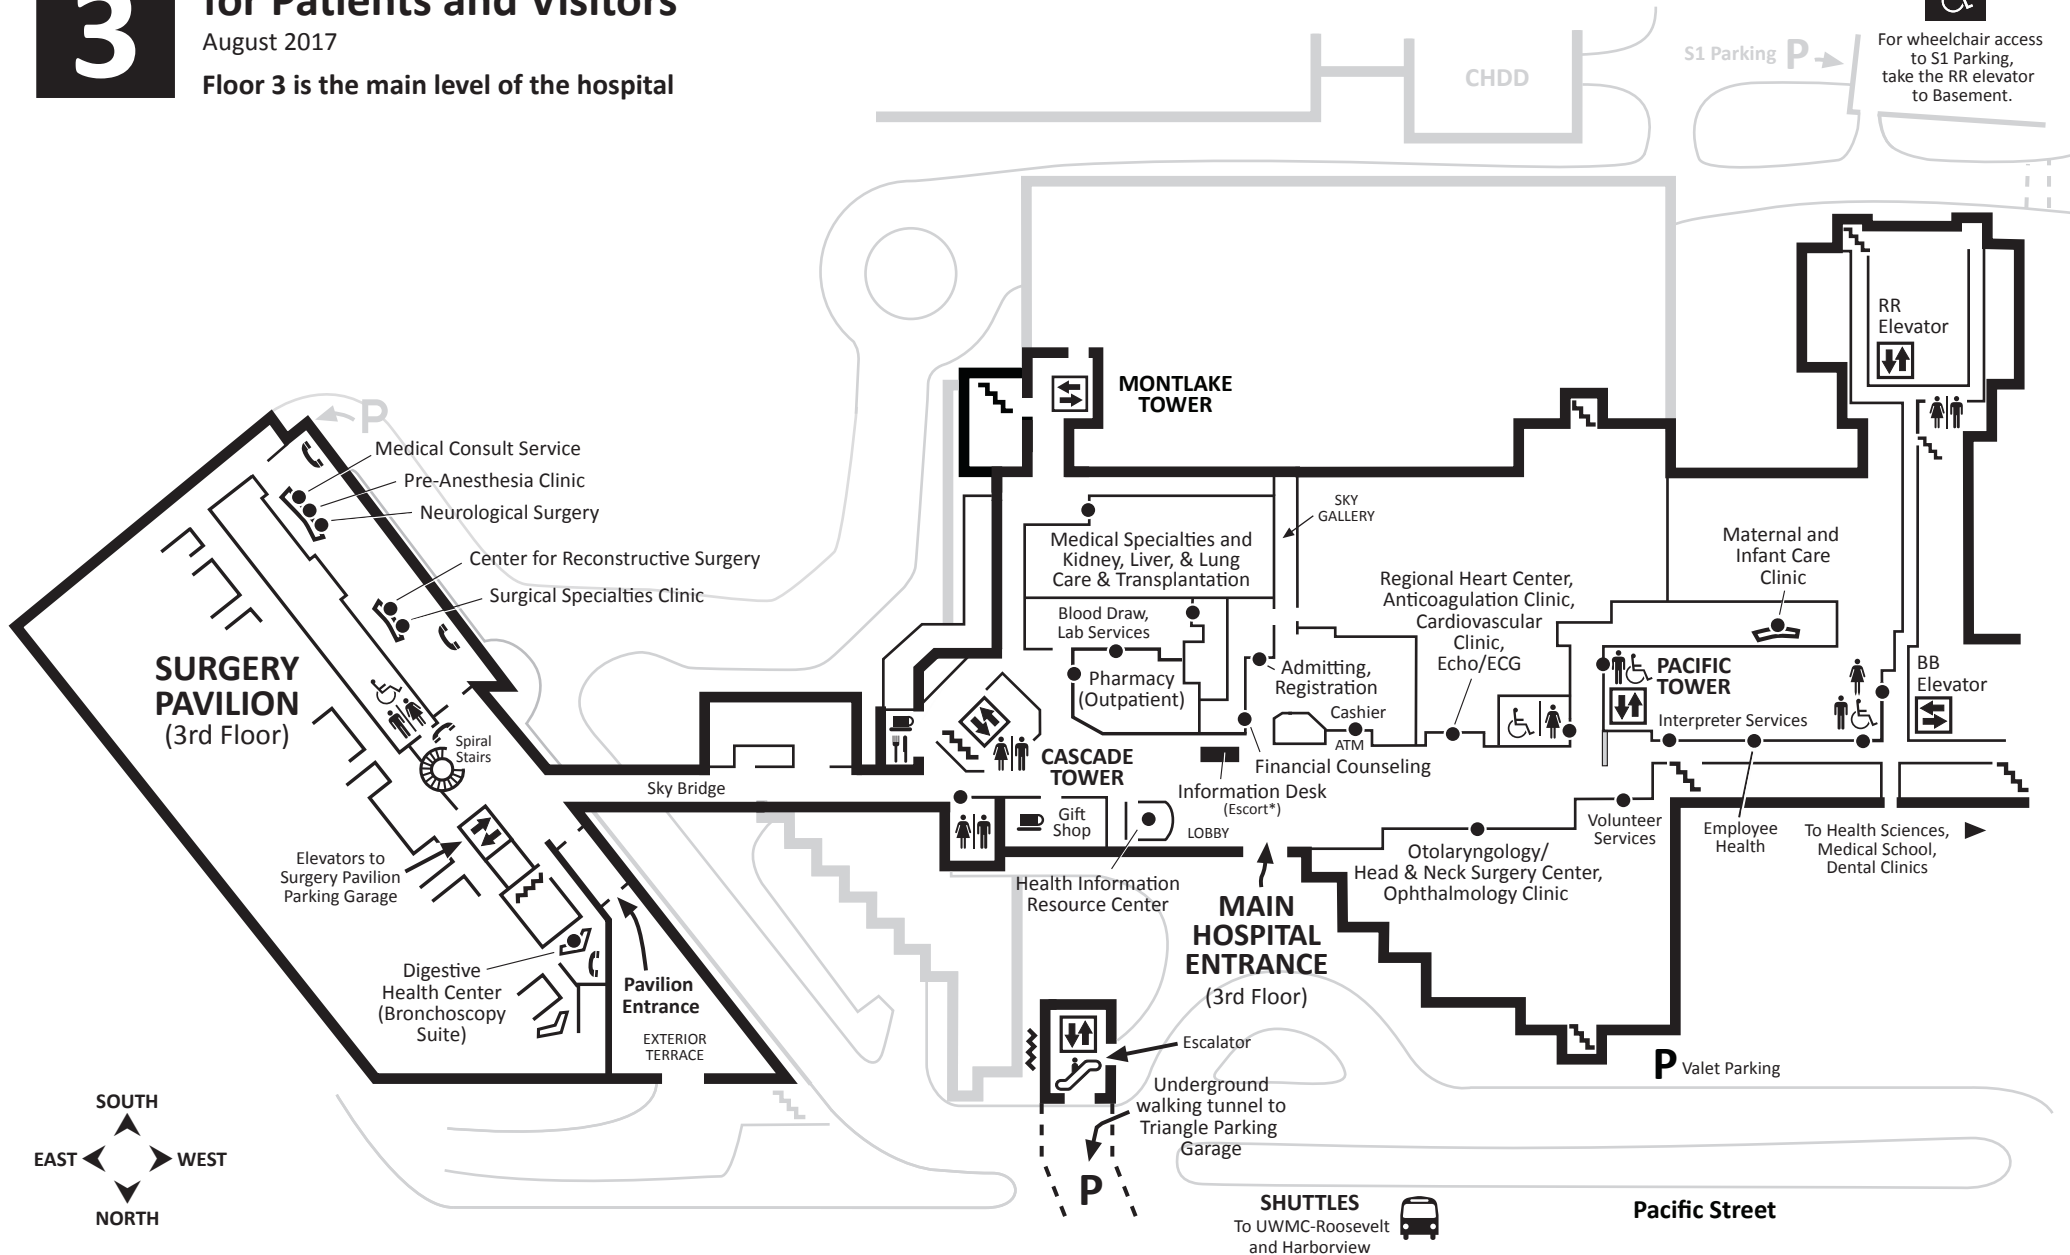 3
for Patients and Visitors
August 2017
Floor 3 is the main level of the hospital
S1 Parking P
CHDD
For wheelchair access
to S1 Parking,
take the RR elevator
to Basement.
RR
Elevator
MONTLAKE
TOWER
P
Medical Consult Service
Pre-Anesthesia Clinic
Neurological Surgery
Center for Reconstructive Surgery
Surgical Specialties Clinic
SURGERY
PAVILION
(3rd Floor)
Spiral
Stairs
Sky Bridge
Elevators to
Surgery Pavilion
Parking Garage
Digestive
Health Center
(Bronchoscopy
Suite)
Pavilion
Entrance
EXTERIOR
TERRACE
SKY
GALLERY
Medical Specialties and
Kidney, Liver, & Lung
Care & Transplantation
Blood Draw,
Lab Services
Pharmacy
(Outpatient)
Admitting,
Registration
Cashier
ATM
Financial Counseling
CASCADE
TOWER
Information Desk
(Escort*)
Gift
Shop
LOBBY
Health Information
Resource Center
Regional Heart Center,
Anticoagulation Clinic,
Cardiovascular
Clinic,
Echo/ECG
Maternal and
Infant Care
Clinic
PACIFIC
TOWER
Interpreter Services
BB
Elevator
Volunteer
Services
Employee
Health
To Health Sciences,
Medical School,
Dental Clinics
Otolaryngology/
Head & Neck Surgery Center,
Ophthalmology Clinic
MAIN
HOSPITAL
ENTRANCE
(3rd Floor)
Escalator
Underground
walking tunnel to
Triangle Parking
Garage
P
P Valet Parking
SHUTTLES
To UWMC-Roosevelt
and Harborview
Pacific Street
SOUTH
EAST WEST
NORTH